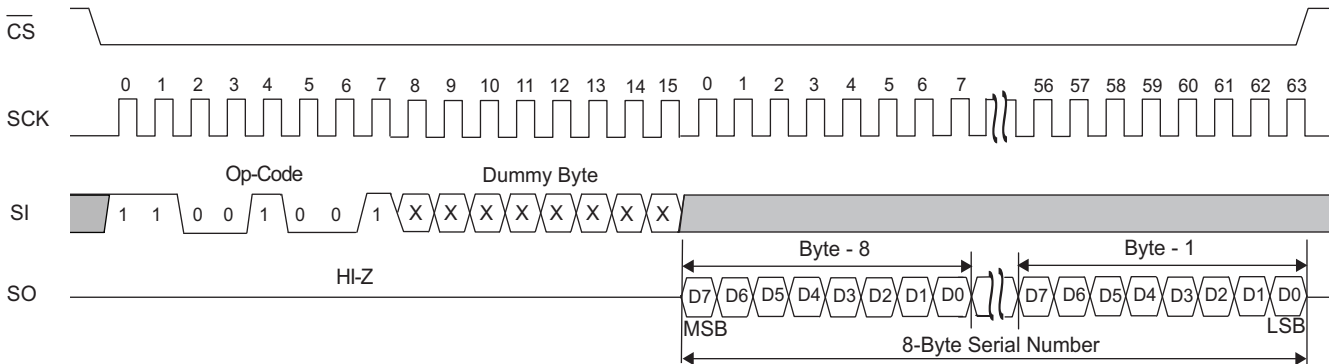 CS
0 1 2 3 4 5 6 7 8 9 10 11 12 13 14 15 0 1 2 3 4 5 6 7 56 57 58 59 60 61 62 63
SCK
Op-Code Dummy Byte
SI 1 1 0 0 1 0 0 1 X X X X X X X X
Byte - 8 Byte - 1
HI-Z
SO D7 D6 D5 D4 D3 D2 D1 D0 D7 D6 D5 D4 D3 D2 D1 D0
MSB LSB
8-Byte Serial Number